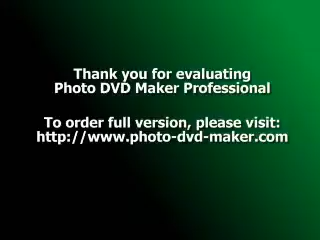 Thank you for evaluating
Photo DVD Maker Professional
To order full version, please visit:
http://www.photo-dvd-maker.com